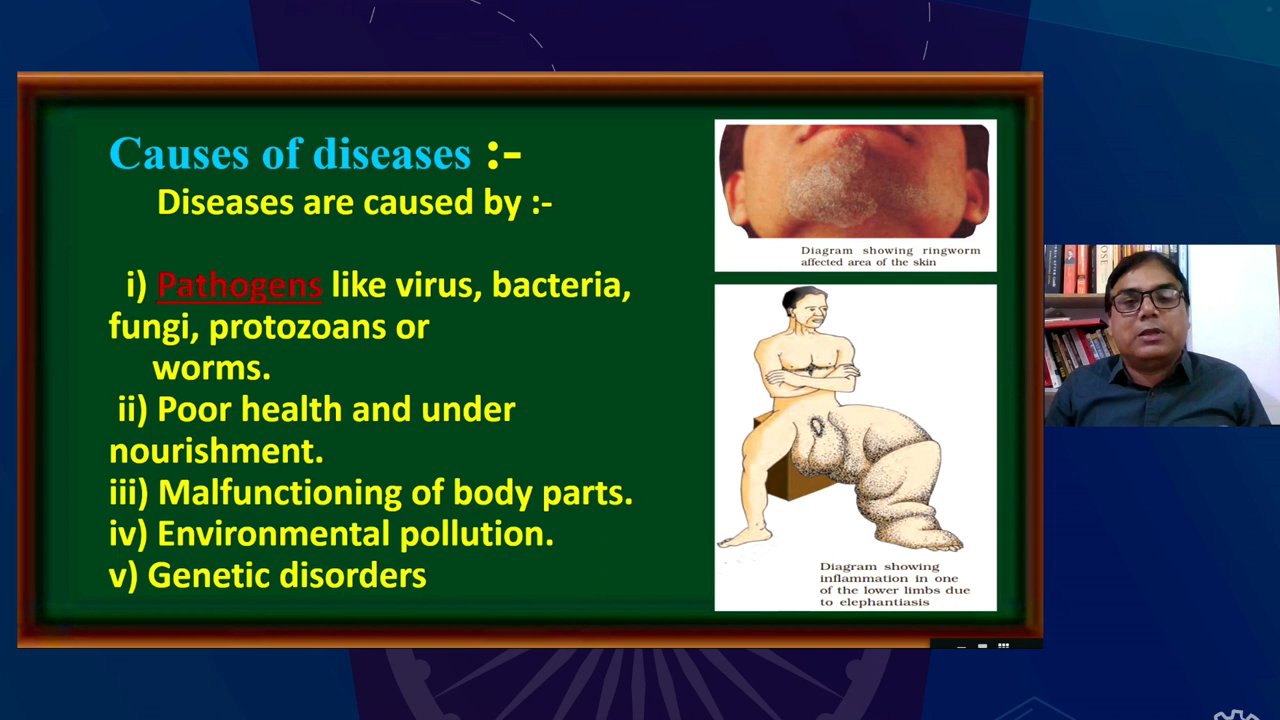 Causes of diseases :-
Diseases are caused by :-
i) Pathogens like virus, bacteria,
fungi, protozoans or
worms.
ii) Poor health and under
nourishment.
iii) Malfunctioning of body parts.
iv) Environmental pollution.
v) Genetic disorders
Diagram showing ringworm
affected area of the skin
Diagram showing
inflammation in one
of the lower limbs due
to elephantiasis